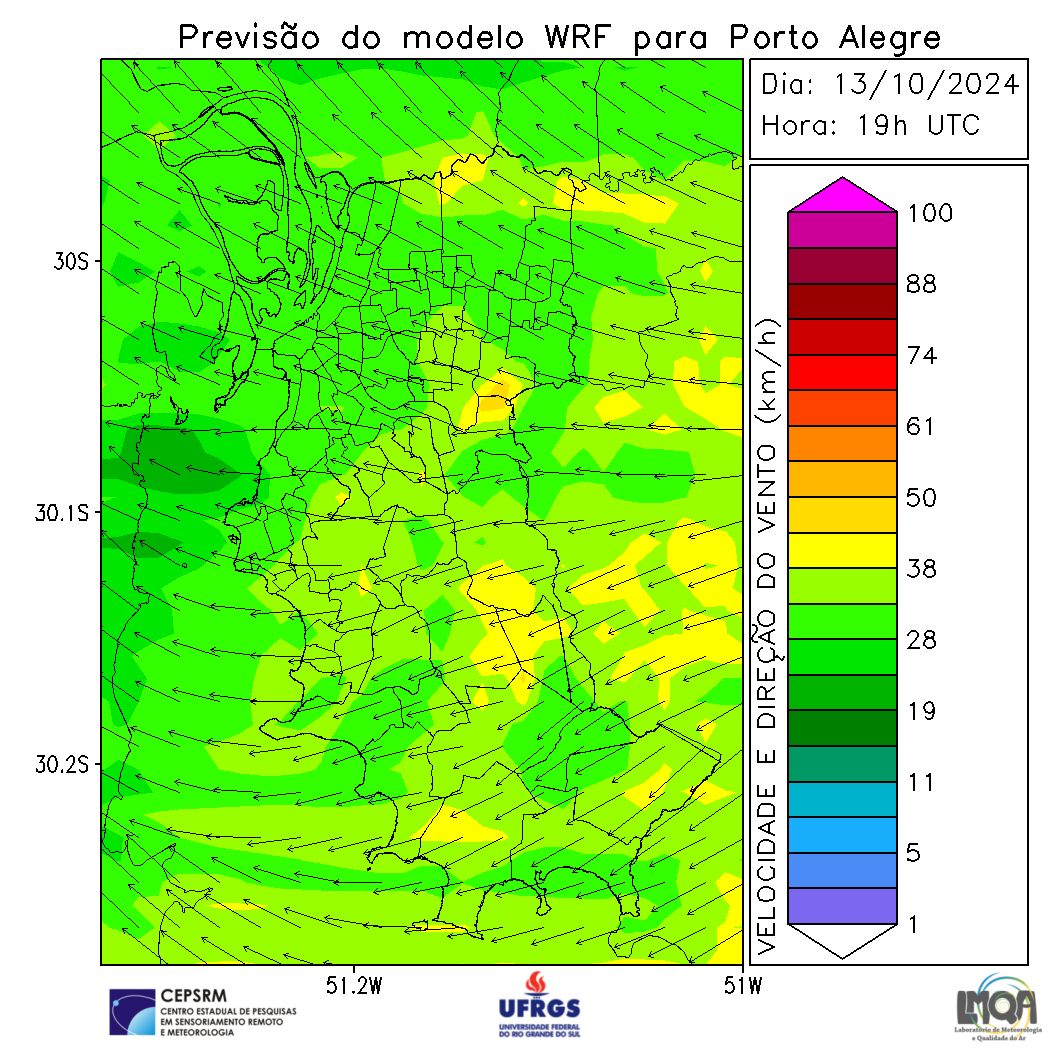 Previsão do modelo WRF para Porto Alegre
Dia: 13/10/2024
Hora: 19h UTC
30S
30.1S
30.2S
51.2W
51W
VELOCIDADE E DIREÇÃO DO VENTO (km/h)
100
88
74
61
50
38
28
19
11
5
1
CEPSRM
CENTRO ESTADUAL DE PESQUISAS
EM SENSORIAMENTO REMOTO
E METEOROLOGIA
UFRGS
UNIVERSIDADE FEDERAL
DO RIO GRANDE DO SUL
LMQA
Laboratório de Meteorologia
e Qualidade do Ar